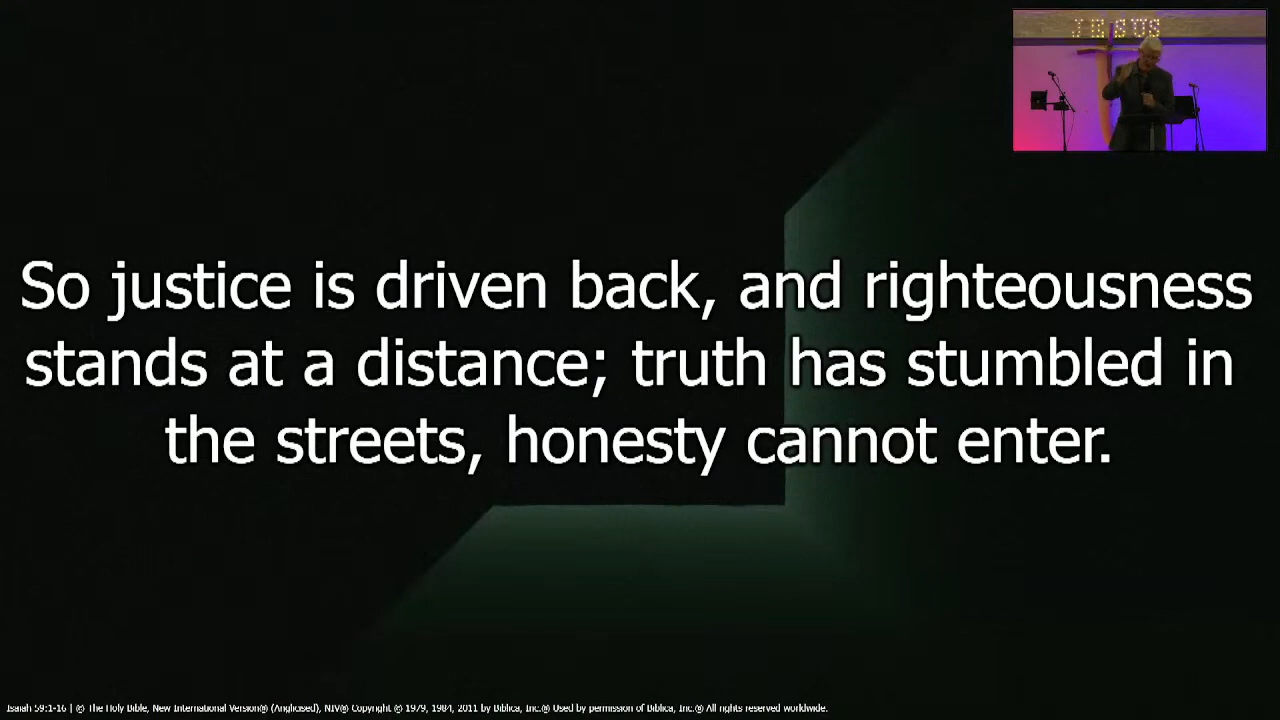 JESUS
So justice is driven back, and righteousness
stands at a distance; truth has stumbled in
the streets, honesty cannot enter.
Isaiah 59:1-16 | © The Holy Bible, New International Version® (Anglicised), NIV® Copyright © 1979, 1984, 2011 by Biblica, Inc.® Used by permission of Biblica, Inc.® All rights reserved worldwide.